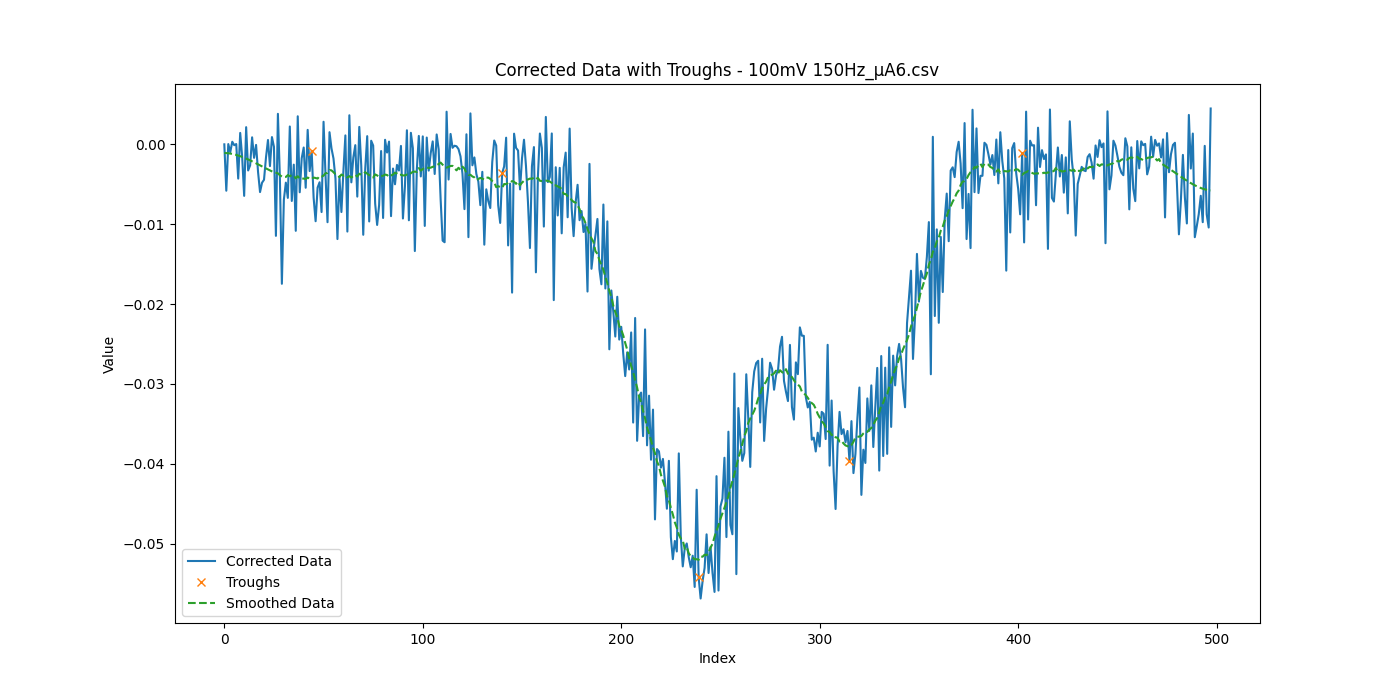 Corrected Data with Troughs - 100mV 150Hz_µA6.csv
0.00
−0.01
−0.02
−0.03
−0.04
−0.05
Value
Corrected Data
Troughs
Smoothed Data
0 100 200 300 400 500
Index